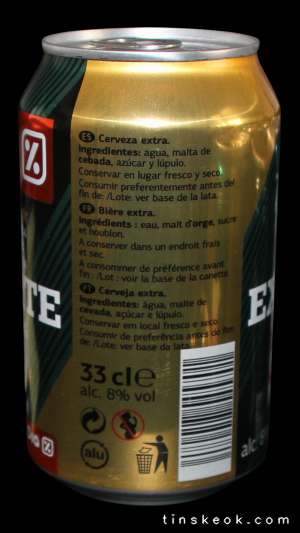 ES Cerveza extra.
Ingredientes: agua, malta de
cebada, azúcar y lúpulo.
Conservar en lugar fresco y seco.
Consumir preferentemente antes del
fin de: /Lote: ver base de la lata.
FR Bière extra.
Ingrédients : eau, malt d'orge, sucre
et houblon.
A conserver dans un endroit frais
et sec.
A consommer de préférence avant
fin : /Lot : voir la base de la canette.
PT Cerveja extra.
Ingredientes: água, malte de
cevada, açúcar e lúpulo.
Conservar em local fresco e seco.
Consumir de preferência antes de fim
de: /Lote: ver base da lata.
33 cl e
alc. 8% vol
alu
%
TE
dia %
EX
alc. 8%
tinskeok.com